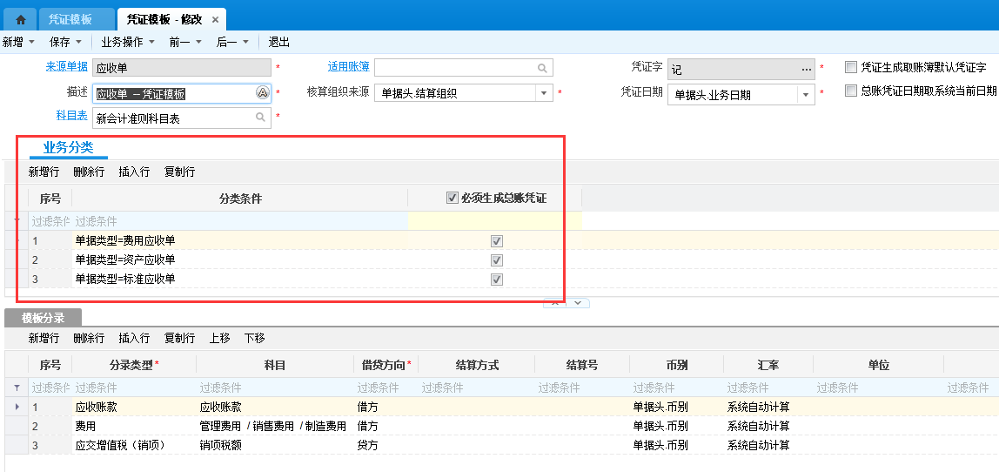 凭证模板 凭证模板 - 修改 ×
新增 保存 业务操作 前一 后一 退出
来源单据 应收单 * 适用账簿 凭证字 记 ... * 凭证生成取账簿默认凭证字
描述 应收单 – 凭证模板 * 核算组织来源 单据头.结算组织 * 凭证日期 单据头.业务日期 * 总账凭证日期取系统当前日期
科目表 新会计准则科目表 *
业务分类
新增行 删除行 插入行 复制行
序号 分类条件 必须生成总账凭证
过滤条件 过滤条件
1 单据类型=费用应收单
2 单据类型=资产应收单
3 单据类型=标准应收单
模板分录
新增行 删除行 插入行 复制行 上移 下移
序号 分录类型* 科目 借贷方向* 结算方式 结算号 币别 汇率 单位
过滤条件 过滤条件 过滤条件 过滤条件 过滤条件 过滤条件 过滤条件 过滤条件 过滤条件 过滤条件
1 应收账款 应收账款 借方 单据头.币别 系统自动计算
2 费用 管理费用 / 销售费用 / 制造费用 借方 单据头.币别 系统自动计算
3 应交增值税（销项） 销项税额 贷方 单据头.币别 系统自动计算